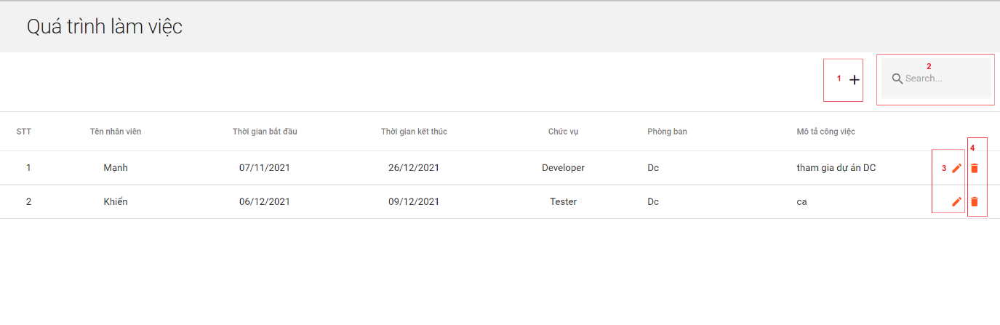 Quá trình làm việc
1
2
Search...
STT Tên nhân viên Thời gian bắt đầu Thời gian kết thúc Chức vụ Phòng ban Mô tả công việc
4
1 Mạnh 07/11/2021 26/12/2021 Developer Dc tham gia dự án DC 3
2 Khiển 06/12/2021 09/12/2021 Tester Dc ca